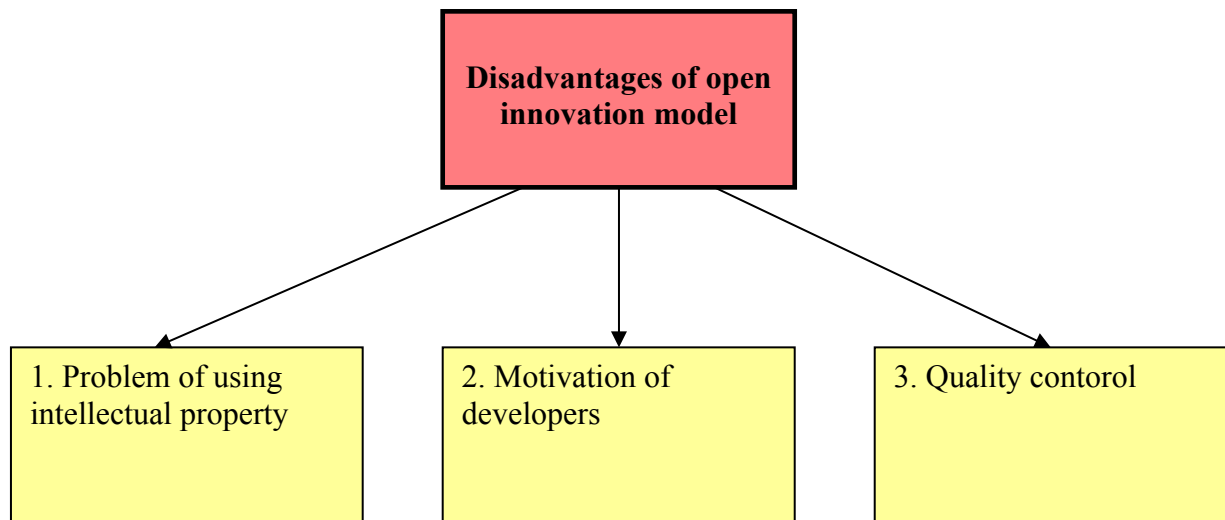 Disadvantages of open
innovation model
1. Problem of using
intellectual property
2. Motivation of
developers
3. Quality contorol